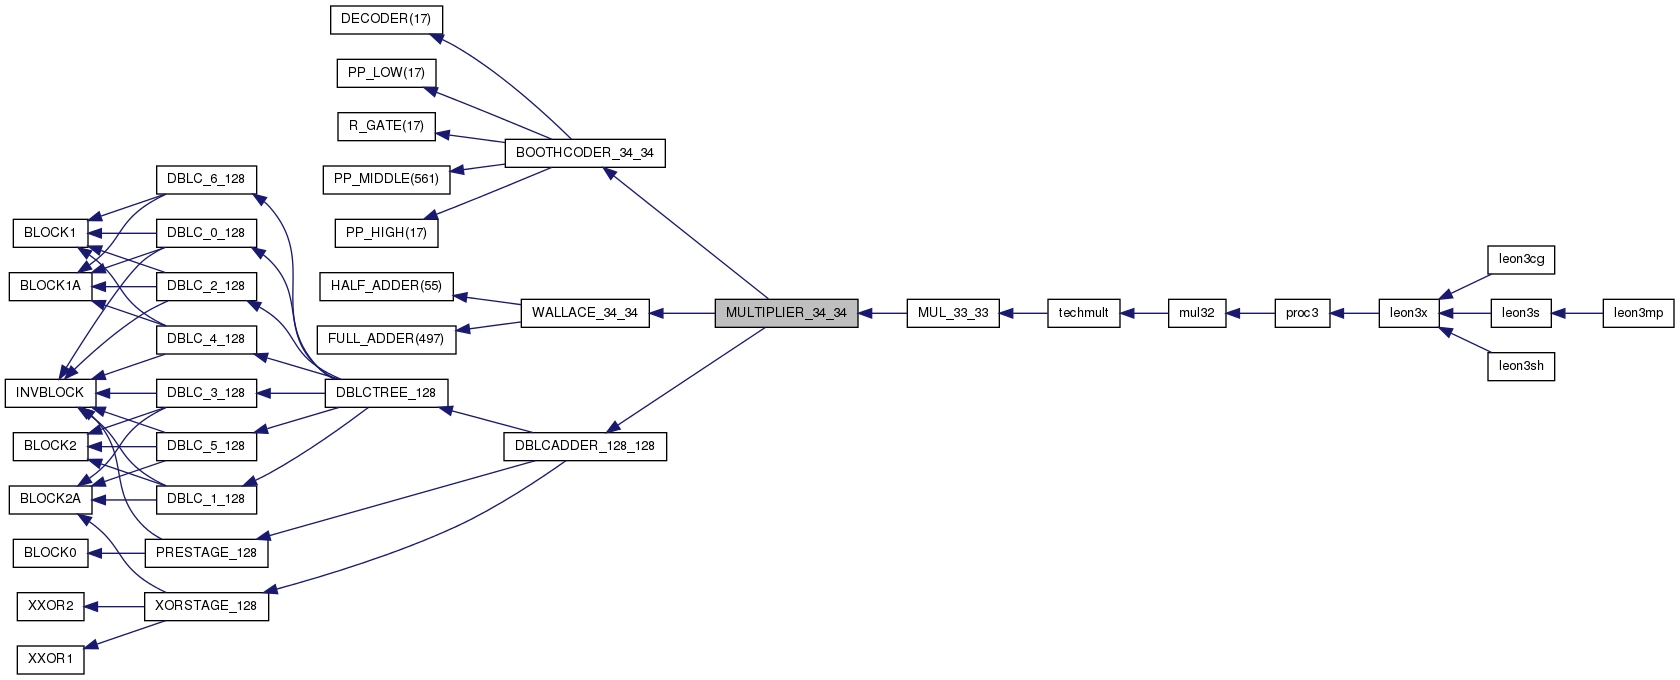 DECODER(17)
PP_LOW(17)
R_GATE(17)
BOOTHCODER_34_34
PP_MIDDLE(561)
PP_HIGH(17)
DBLC_6_128
BLOCK1
DBLC_0_128
BLOCK1A
DBLC_2_128
DBLC_4_128
INVBLOCK
DBLC_3_128
BLOCK2
DBLC_5_128
BLOCK2A
DBLC_1_128
BLOCK0
PRESTAGE_128
XXOR2
XORSTAGE_128
XXOR1
HALF_ADDER(55)
FULL_ADDER(497)
WALLACE_34_34
DBLCTREE_128
DBLCADDER_128_128
MULTIPLIER_34_34
MUL_33_33
techmult
mul32
proc3
leon3x
leon3cg
leon3s
leon3sh
leon3mp